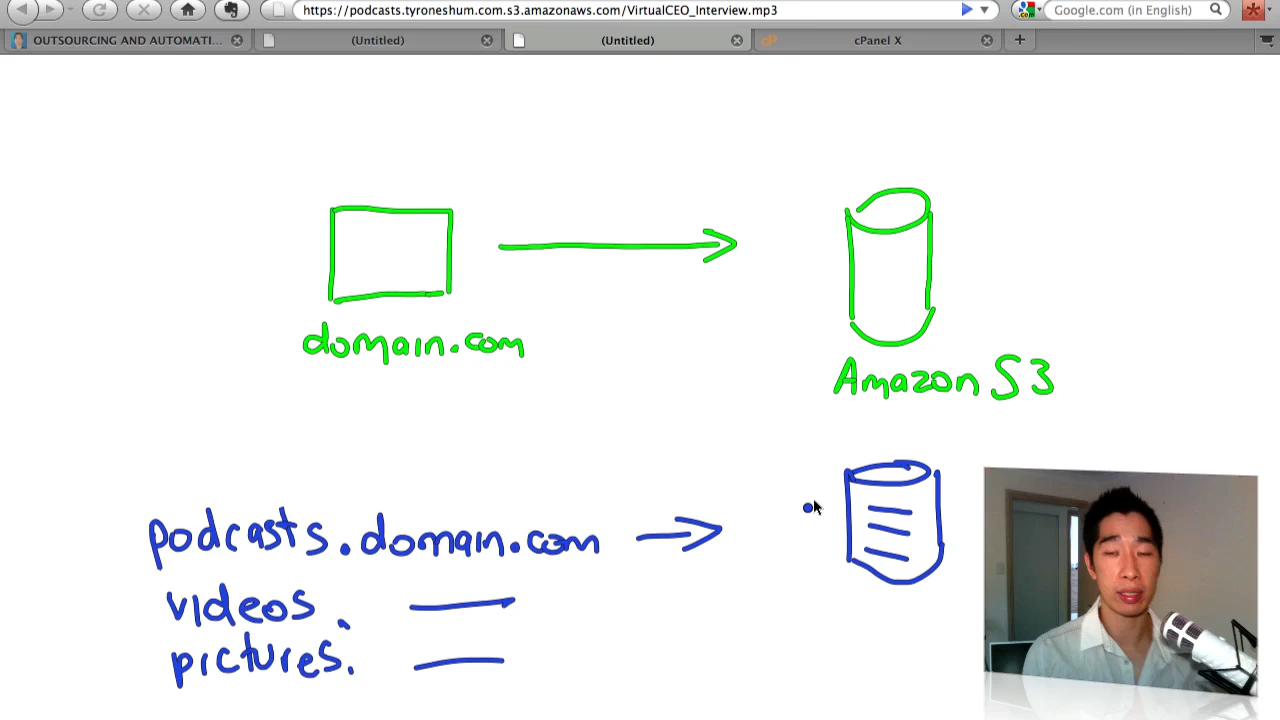 https://podcasts.tyroneshum.com.s3.amazonaws.com/VirtualCEO_Interview.mp3
Google.com (in English)
OUTSOURCING AND AUTOMATI...
(Untitled)
(Untitled)
cPanel X
domain.com
Amazon S3
podcasts.domain.com
videos.
pictures.